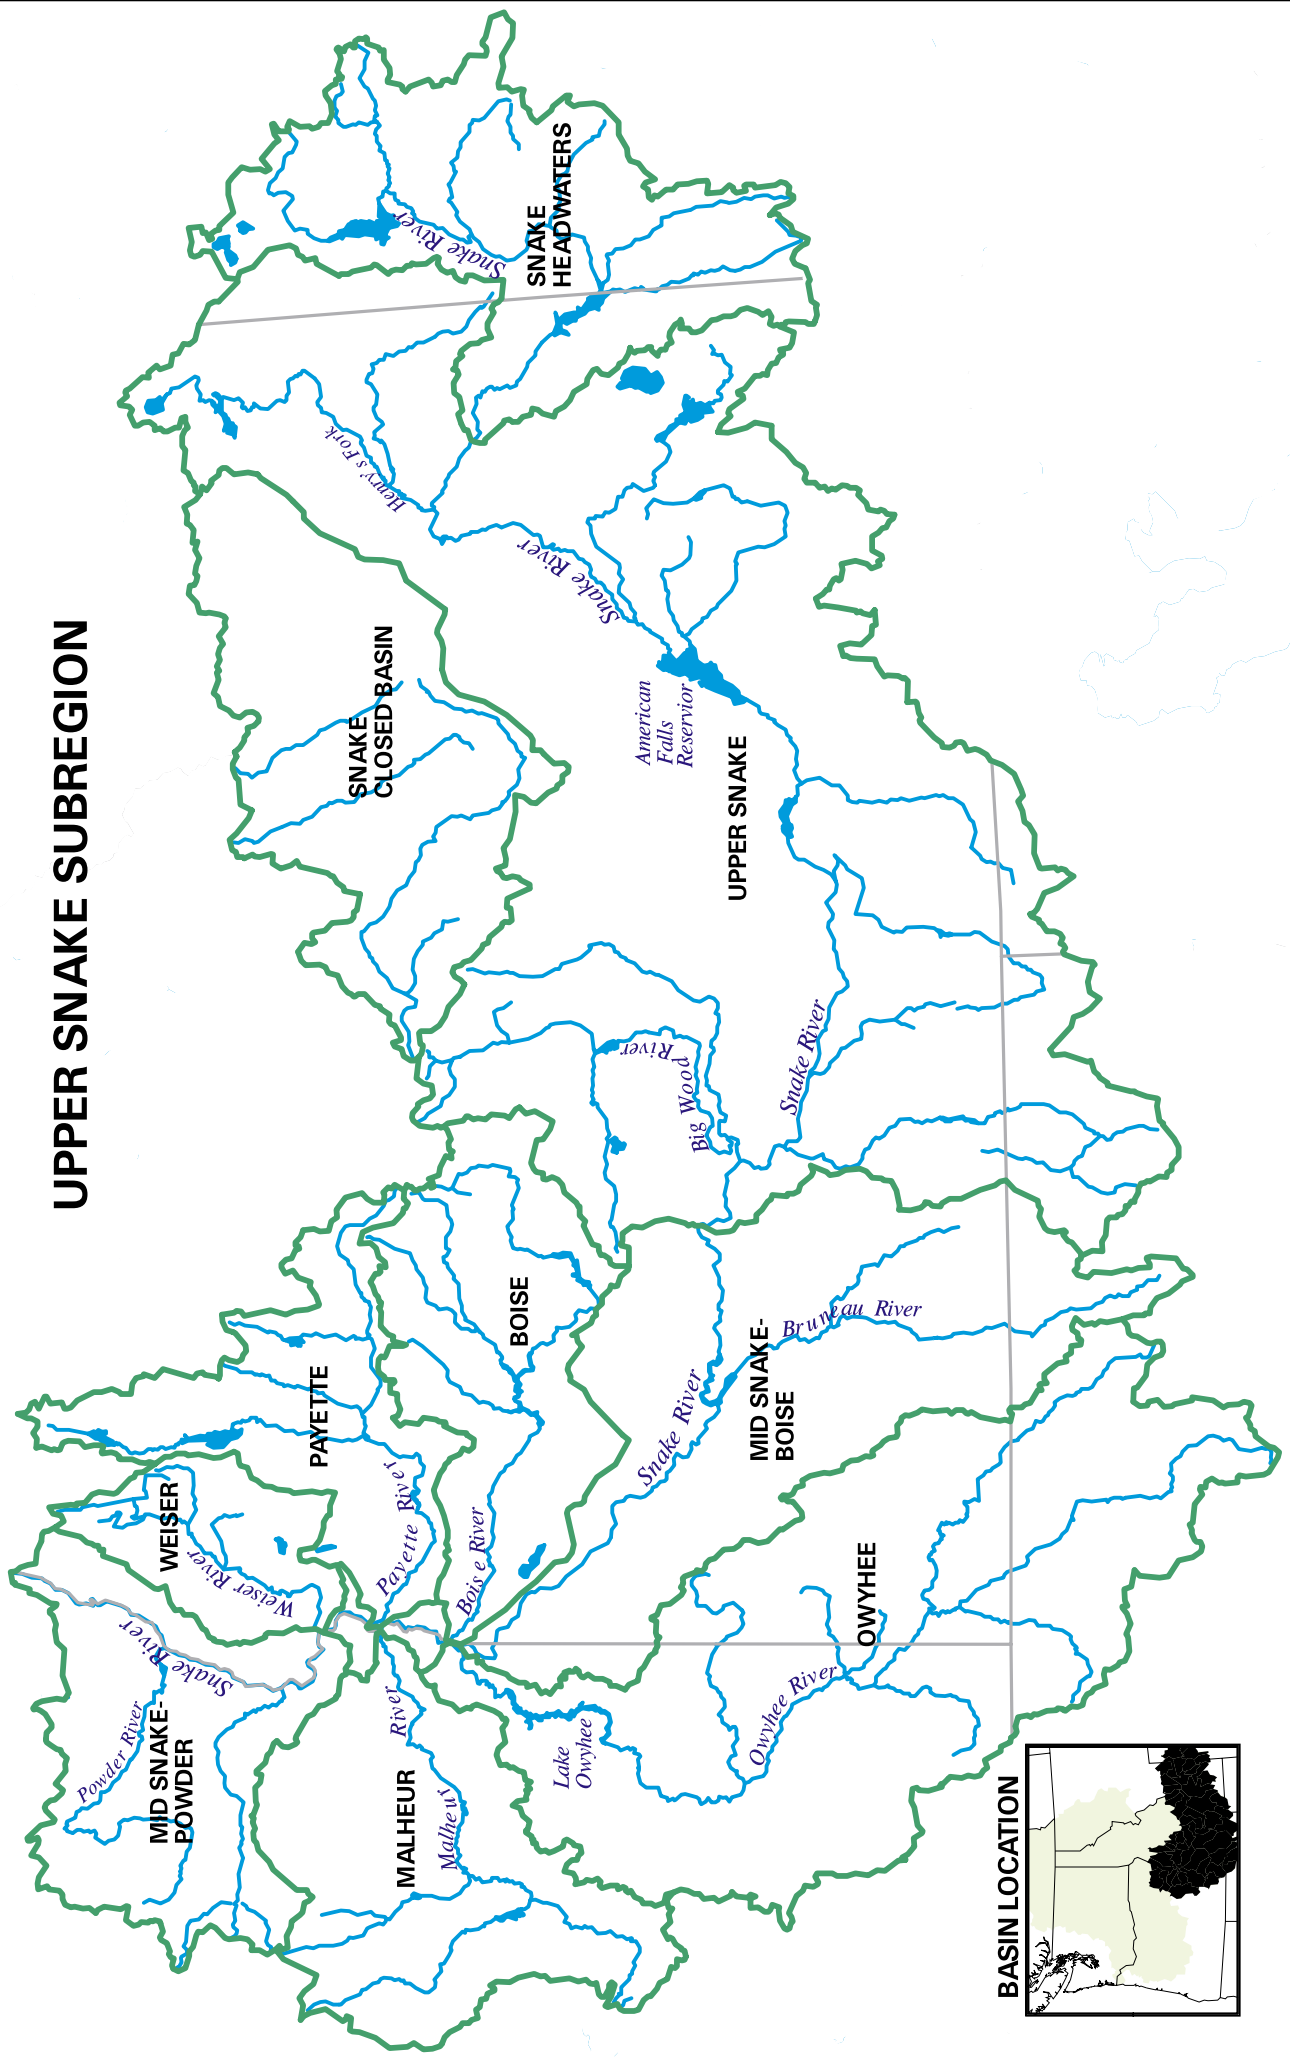 UPPER SNAKE SUBREGION
SNAKE
HEADWATERS
Snake River
Henry's Fork
Snake River
SNAKE
CLOSED BASIN
American
Falls
Reservior
UPPER SNAKE
Snake River
Big Wood River
BOISE
PAYETTE
WEISER
Weiser River
Payette River
Boise River
Snake River
MID SNAKE-
BOISE
Bruneau River
Snake River
Powder River
MID SNAKE-
POWDER
MALHEUR
Malheur River
Lake
Owyhee
Owyhee River
OWYHEE
BASIN LOCATION